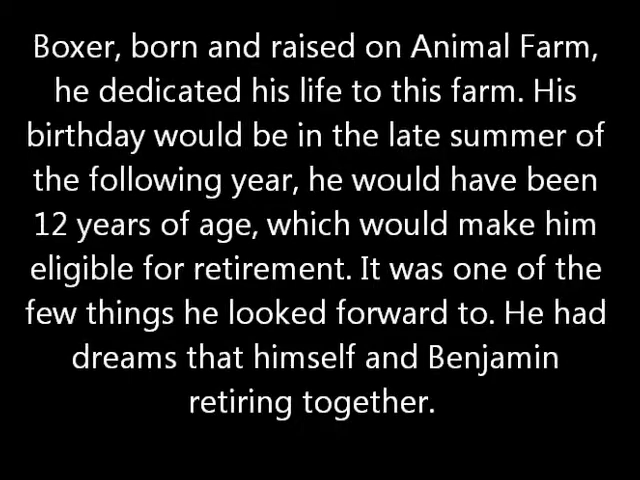 Boxer, born and raised on Animal Farm,
he dedicated his life to this farm. His
birthday would be in the late summer of
the following year, he would have been
12 years of age, which would make him
eligible for retirement. It was one of the
few things he looked forward to. He had
dreams that himself and Benjamin
retiring together.